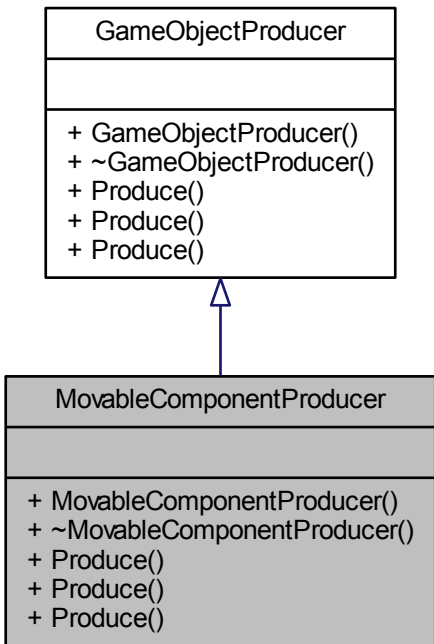 GameObjectProducer
+ GameObjectProducer()
+ ~GameObjectProducer()
+ Produce()
+ Produce()
+ Produce()
MovableComponentProducer
+ MovableComponentProducer()
+ ~MovableComponentProducer()
+ Produce()
+ Produce()
+ Produce()